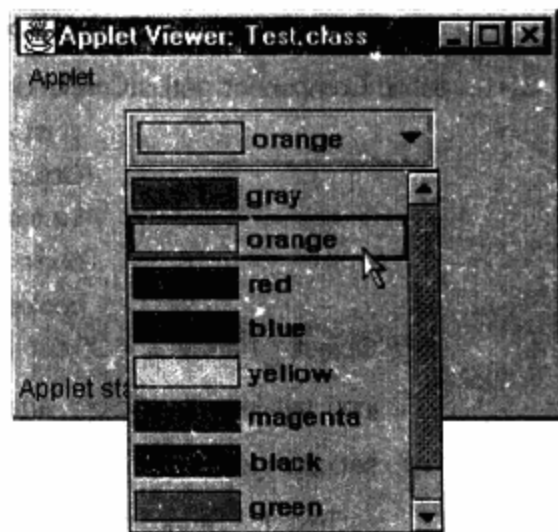 Applet Viewer: Test.class
Applet
orange
gray
orange
red
blue
yellow
magenta
black
green
Applet sta